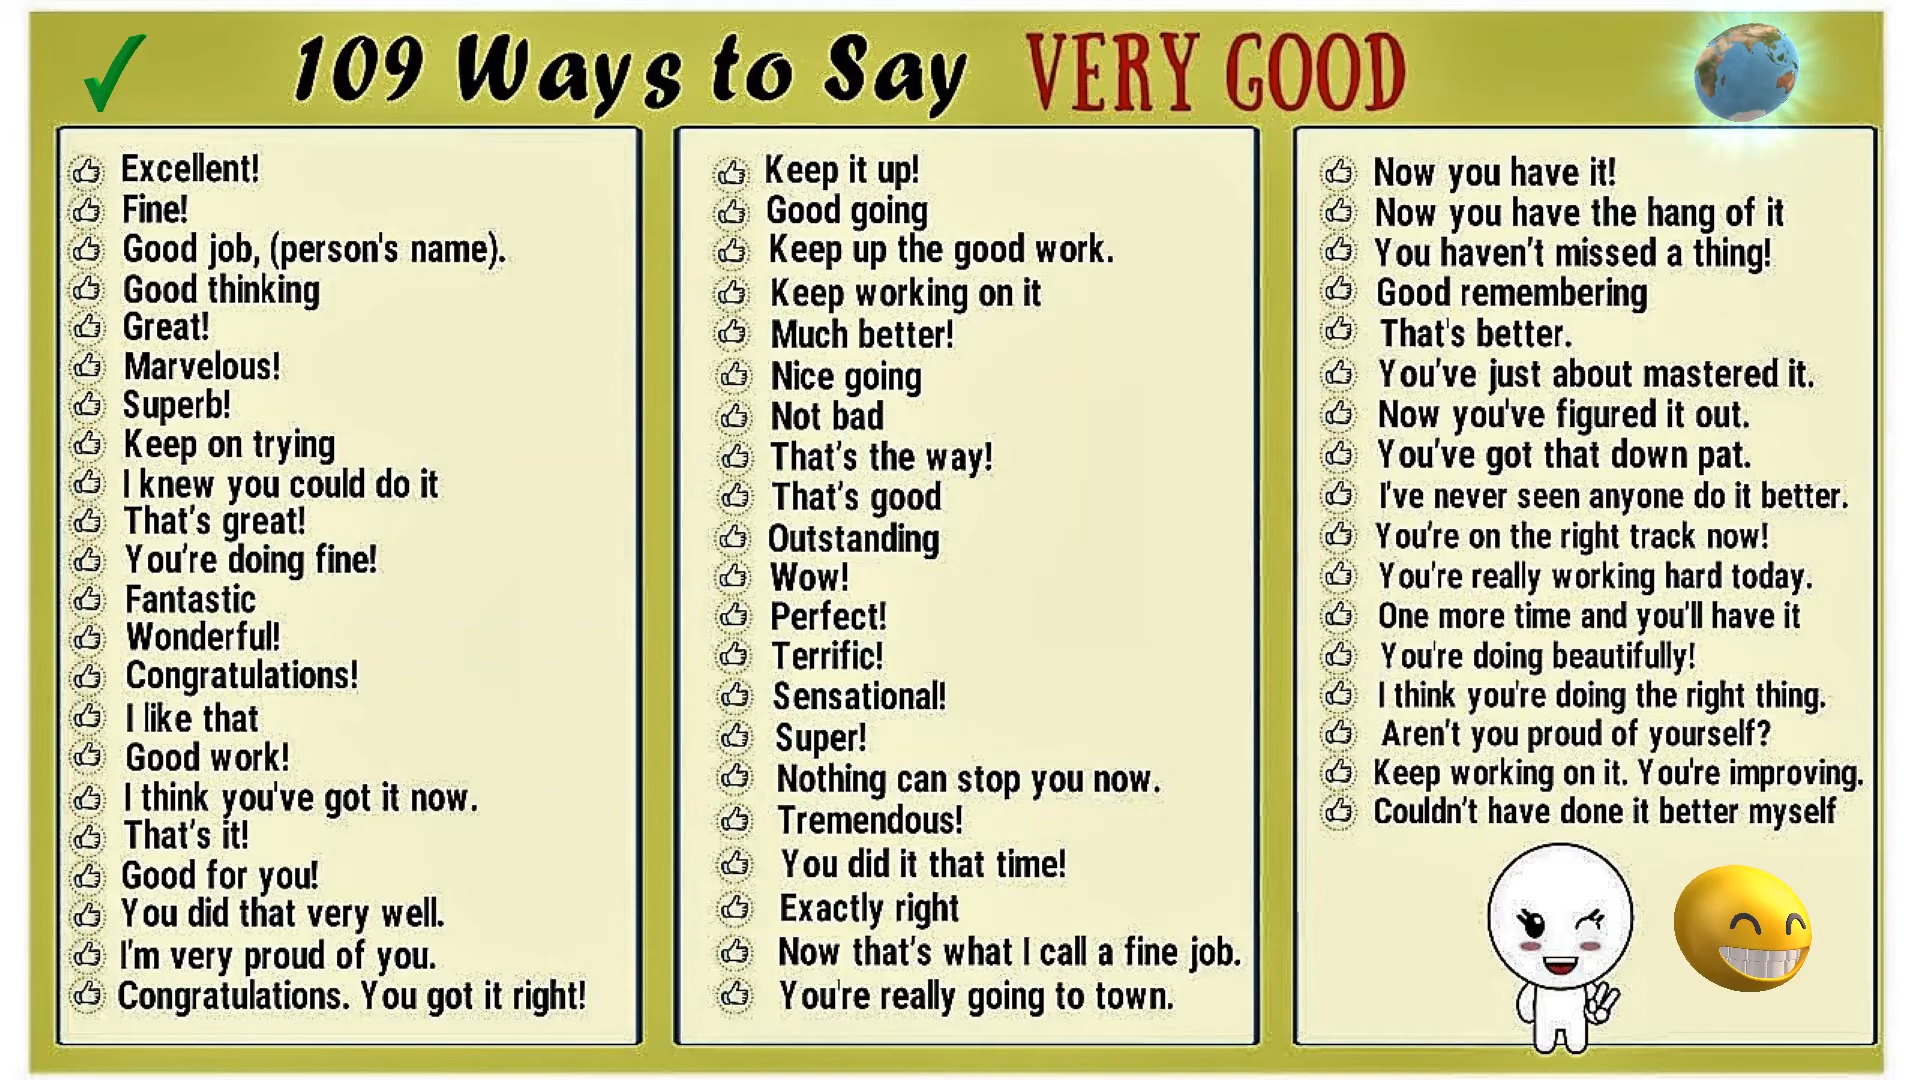 109 Ways to Say VERY GOOD
Excellent!
Fine!
Good job, (person's name).
Good thinking
Great!
Marvelous!
Superb!
Keep on trying
I knew you could do it
That's great!
You're doing fine!
Fantastic
Wonderful!
Congratulations!
I like that
Good work!
I think you've got it now.
That's it!
Good for you!
You did that very well.
I'm very proud of you.
Congratulations. You got it right!
Keep it up!
Good going
Keep up the good work.
Keep working on it
Much better!
Nice going
Not bad
That's the way!
That's good
Outstanding
Wow!
Perfect!
Terrific!
Sensational!
Super!
Nothing can stop you now.
Tremendous!
You did it that time!
Exactly right
Now that's what I call a fine job.
You're really going to town.
Now you have it!
Now you have the hang of it
You haven't missed a thing!
Good remembering
That's better.
You've just about mastered it.
Now you've figured it out.
You've got that down pat.
I've never seen anyone do it better.
You're on the right track now!
You're really working hard today.
One more time and you'll have it
You're doing beautifully!
I think you're doing the right thing.
Aren't you proud of yourself?
Keep working on it. You're improving.
Couldn't have done it better myself